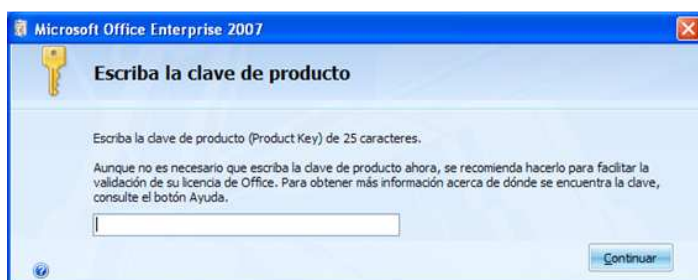 Microsoft Office Enterprise 2007
Escriba la clave de producto
Escriba la clave de producto (Product Key) de 25 caracteres.
Aunque no es necesario que escriba la clave de producto ahora, se recomienda hacerlo para facilitar la
validación de su licencia de Office. Para obtener más información acerca de dónde se encuentra la clave,
consulte el botón Ayuda.
Continuar